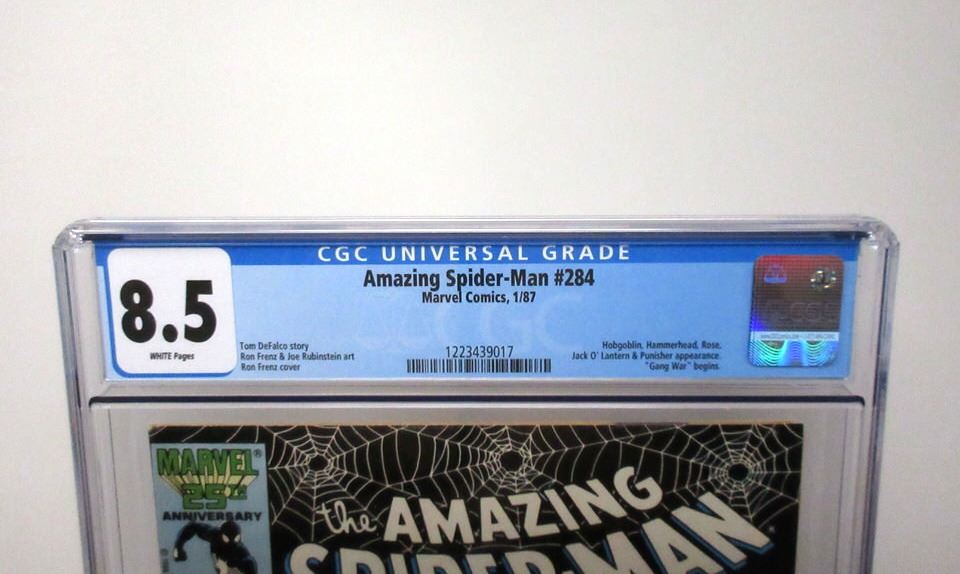 CGC UNIVERSAL GRADE
8.5
WHITE Pages
Amazing Spider-Man #284
Marvel Comics, 1/87
Tom DeFalco story
Ron Frenz & Joe Rubinstein art
Ron Frenz cover
1223439017
Hobgoblin, Hammerhead, Rose,
Jack O' Lantern & Punisher appearance.
"Gang War" begins.
CGC
MARVEL®
25TH
ANNIVERSARY
the AMAZING
SPIDER-MAN